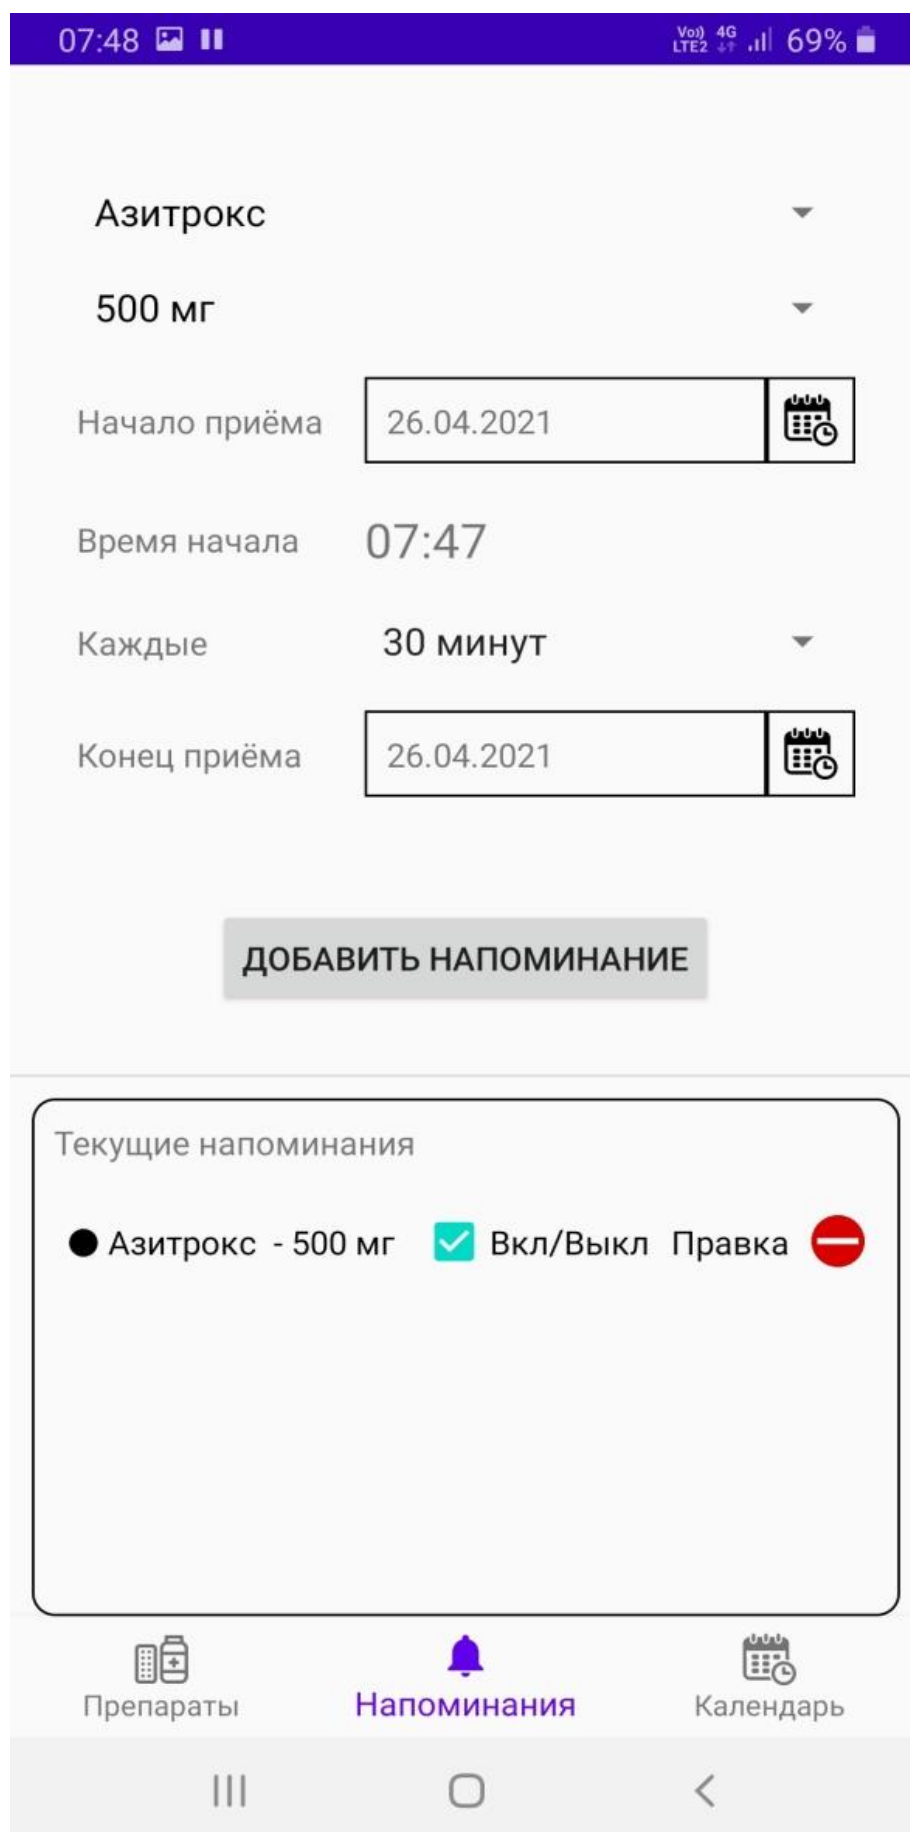 07:48 Vo)) 4G 69%
LTE2
Азитрокс
500 мг
Начало приёма 26.04.2021
Время начала 07:47
Каждые 30 минут
Конец приёма 26.04.2021
ДОБАВИТЬ НАПОМИНАНИЕ
Текущие напоминания
Азитрокс - 500 мг Вкл/Выкл Правка
Препараты Напоминания Календарь